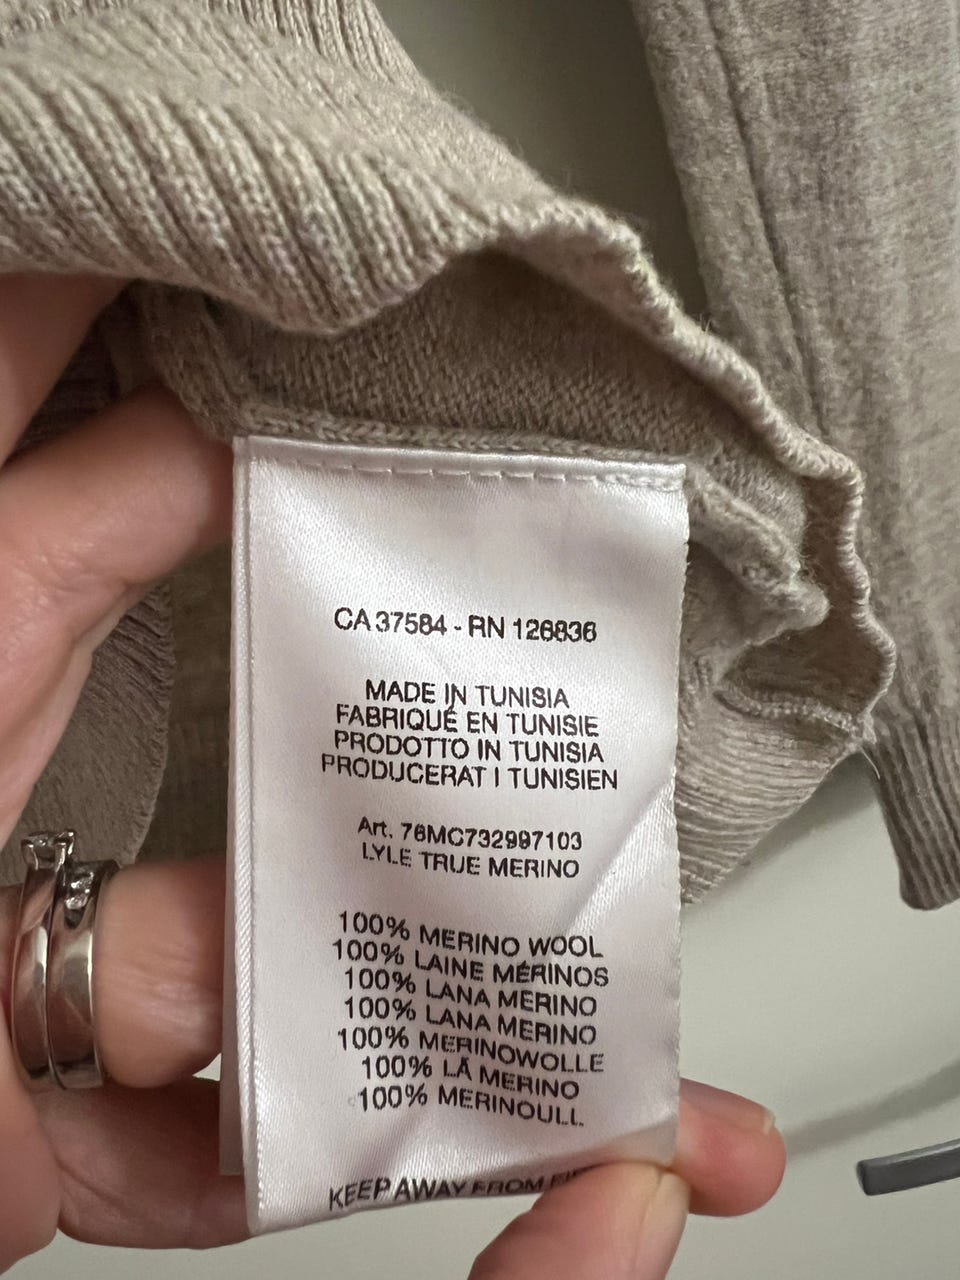 CA 37584 - RN 126836
MADE IN TUNISIA
FABRIQUÉ EN TUNISIE
PRODOTTO IN TUNISIA
PRODUCERAT I TUNISIEN
Art. 76MC732997103
LYLE TRUE MERINO
100% MERINO WOOL
100% LAINE MÉRINOS
100% LANA MERINO
100% LANA MERINO
100% MERINOWOLLE
100% LÃ MERINO
100% MERINOULL
KEEP AWAY FROM